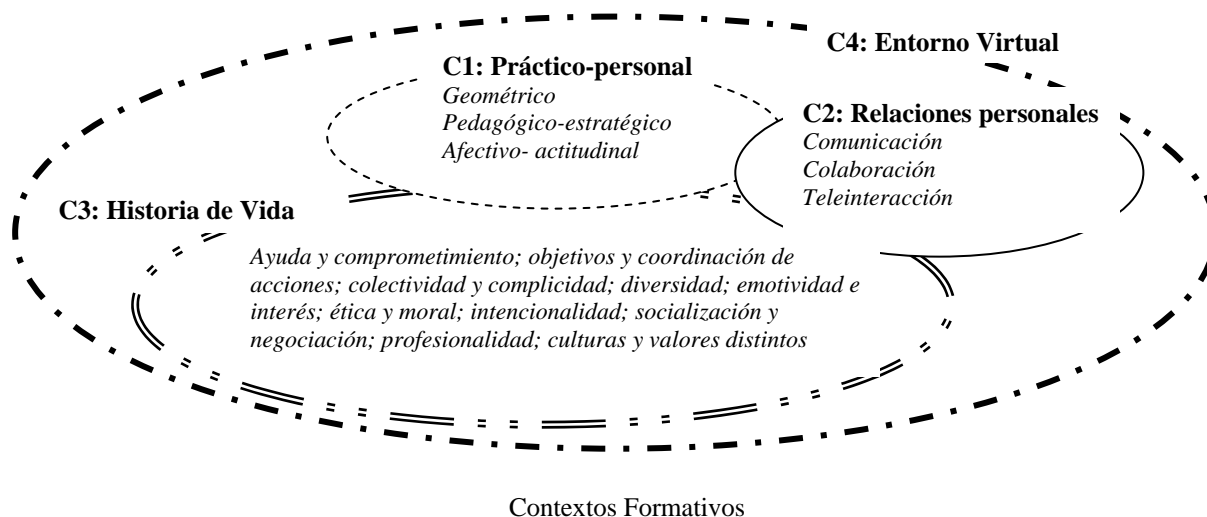 C4: Entorno Virtual
C1: Práctico-personal
Geométrico
Pedagógico-estratégico
Afectivo- actitudinal
C2: Relaciones personales
Comunicación
Colaboración
Teleinteracción
C3: Historia de Vida
Ayuda y comprometimiento; objetivos y coordinación de
acciones; colectividad y complicidad; diversidad; emotividad e
interés; ética y moral; intencionalidad; socialización y
negociación; profesionalidad; culturas y valores distintos
Contextos Formativos